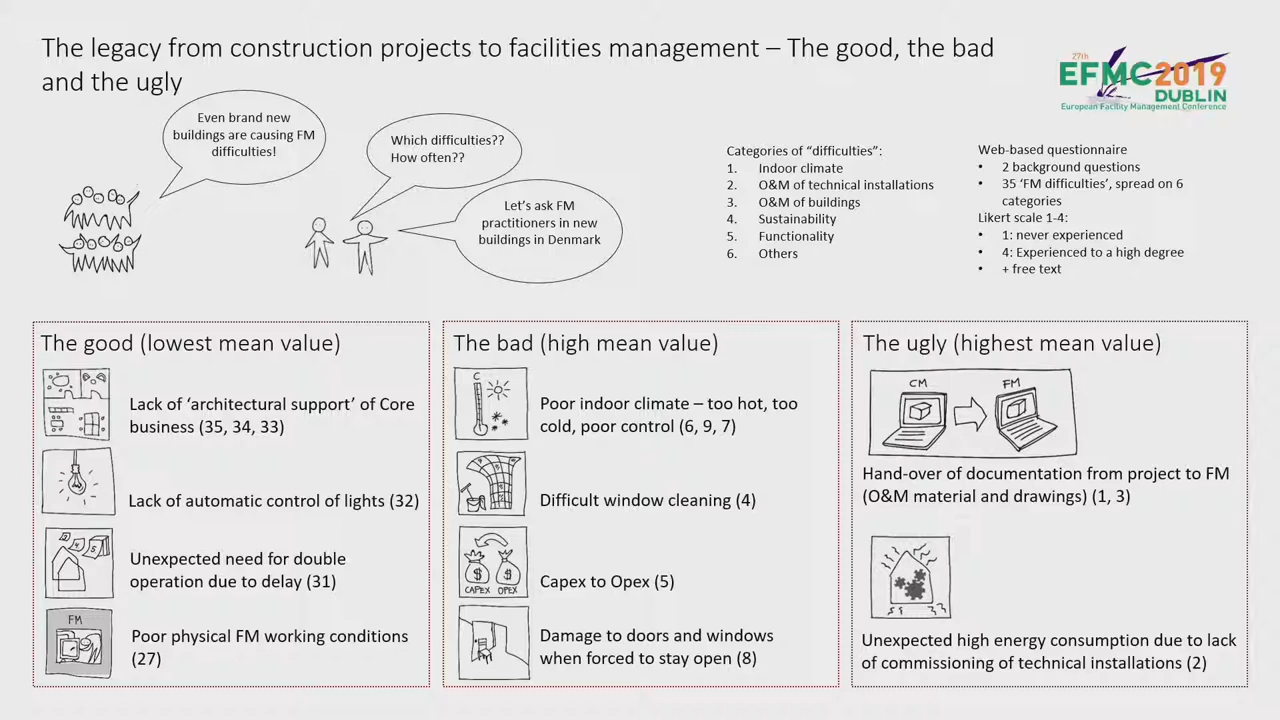 The legacy from construction projects to facilities management – The good, the bad
and the ugly
27th
EFMC2019
DUBLIN
European Facility Management Conference
Even brand new
buildings are causing FM
difficulties!
Which difficulties??
How often??
Let's ask FM
practitioners in new
buildings in Denmark
Categories of "difficulties":
1. Indoor climate
2. O&M of technical installations
3. O&M of buildings
4. Sustainability
5. Functionality
6. Others
Web-based questionnaire
• 2 background questions
• 35 'FM difficulties', spread on 6
categories
Likert scale 1-4:
• 1: never experienced
• 4: Experienced to a high degree
• + free text
The good (lowest mean value)
Lack of 'architectural support' of Core
business (35, 34, 33)
Lack of automatic control of lights (32)
Unexpected need for double
operation due to delay (31)
FM
Poor physical FM working conditions
(27)
The bad (high mean value)
C
Poor indoor climate – too hot, too
cold, poor control (6, 9, 7)
Difficult window cleaning (4)
$ $
CAPEX OPEX
Capex to Opex (5)
Damage to doors and windows
when forced to stay open (8)
The ugly (highest mean value)
CM FM
Hand-over of documentation from project to FM
(O&M material and drawings) (1, 3)
Unexpected high energy consumption due to lack
of commissioning of technical installations (2)